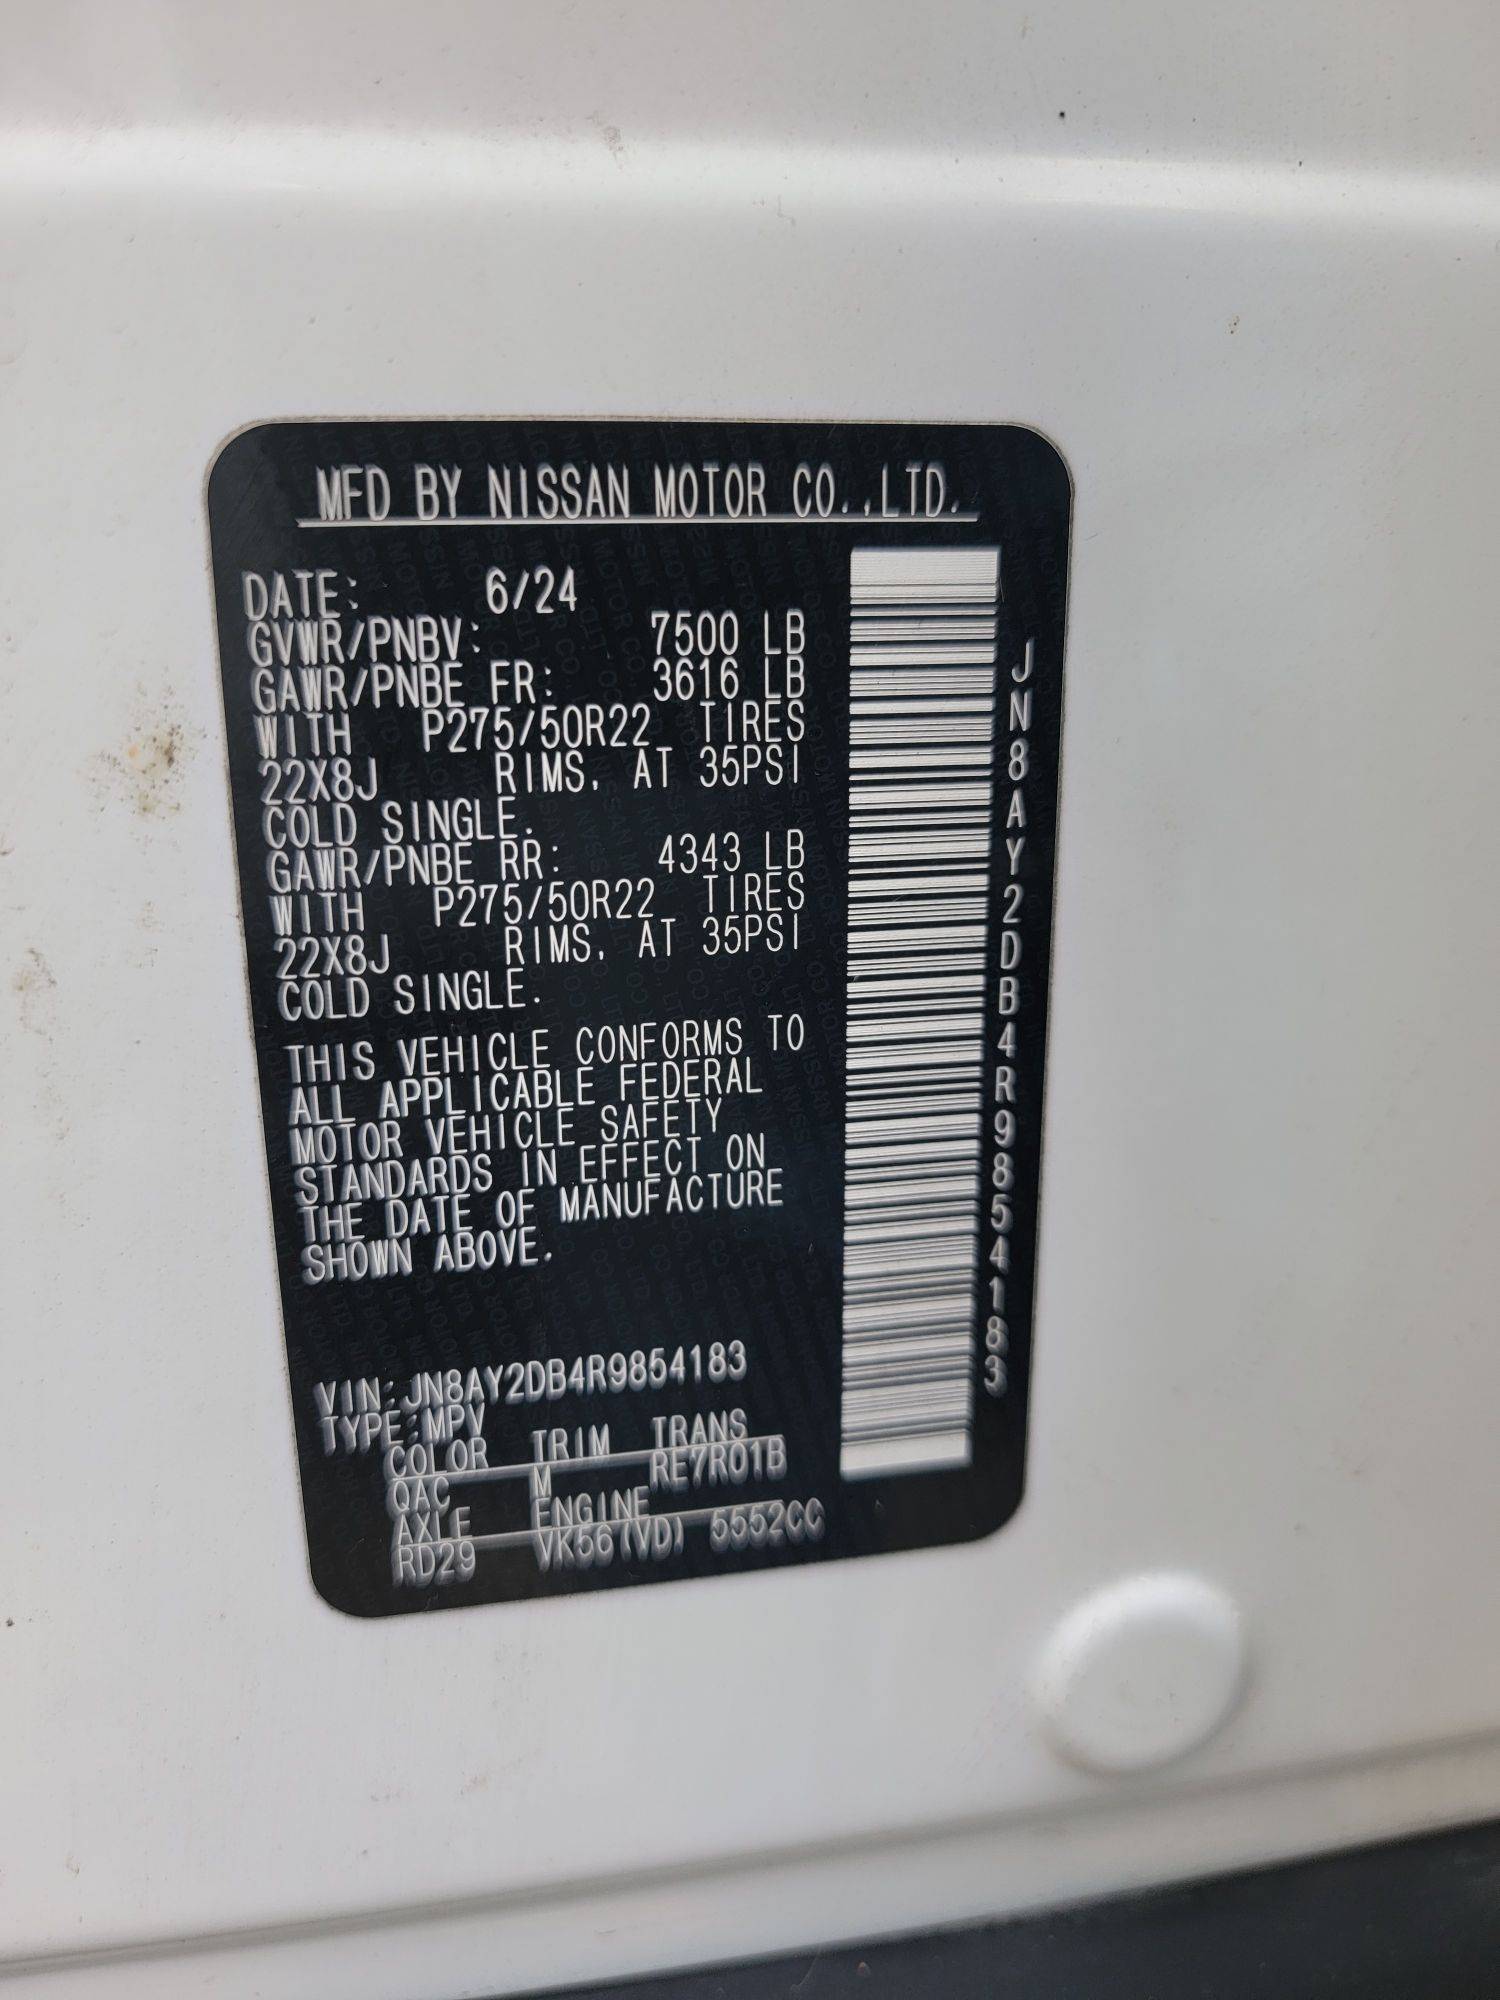 MFD BY NISSAN MOTOR CO.,LTD.
DATE: 6/24
GVWR/PNBV: 7500 LB
GAWR/PNBE FR: 3616 LB
WITH P275/50R22 TIRES
22X8J RIMS. AT 35PSI
COLD SINGLE.
GAWR/PNBE RR: 4343 LB
WITH P275/50R22 TIRES
22X8J RIMS. AT 35PSI
COLD SINGLE.
THIS VEHICLE CONFORMS TO
ALL APPLICABLE FEDERAL
MOTOR VEHICLE SAFETY
STANDARDS IN EFFECT ON
THE DATE OF MANUFACTURE
SHOWN ABOVE.
VIN:JN8AY2DB4R9854183
TYPE:MPV
COLOR TRIM TRANS
QAC M RE7R01B
AXLE ENGINE
RD29 VK56(VD) 5552CC
JN8AY2DB4R9854183